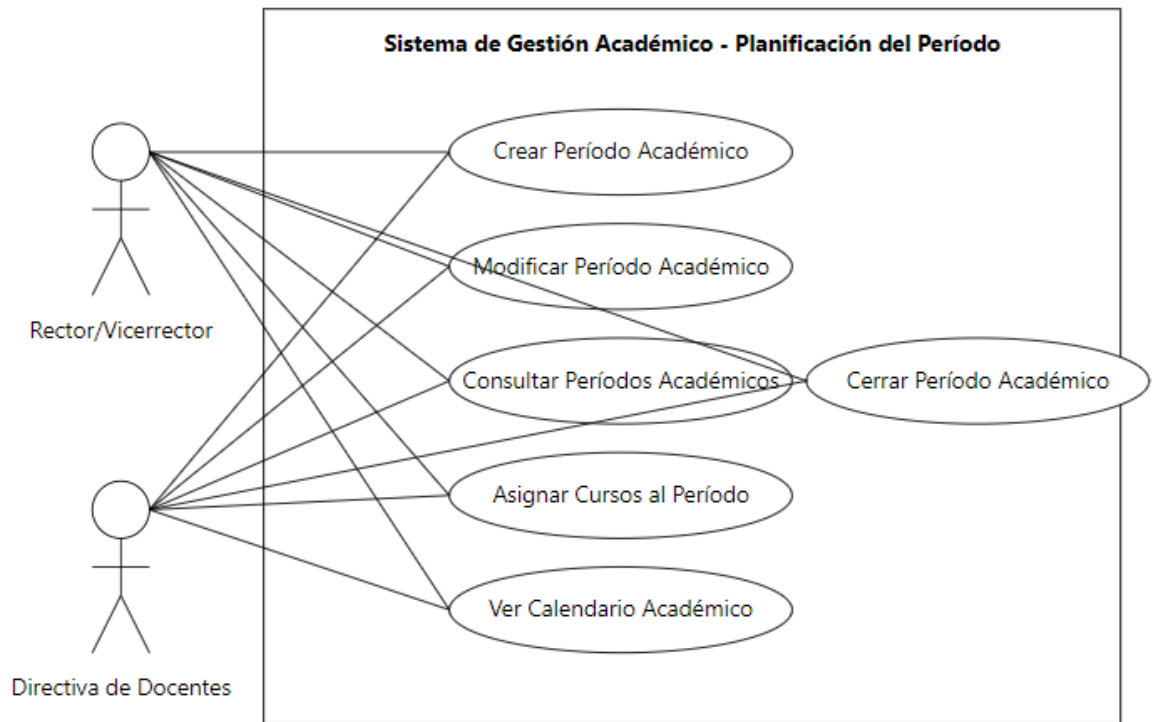 Sistema de Gestión Académico - Planificación del Período
Crear Período Académico
Modificar Período Académico
Rector/Vicerrector
Consultar Períodos Académicos
Cerrar Período Académico
Asignar Cursos al Período
Ver Calendario Académico
Directiva de Docentes